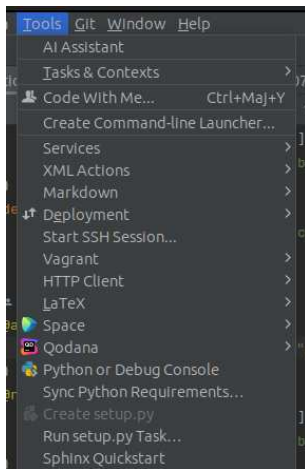 Tools Git Window Help
AI Assistant
Tasks & Contexts
Code With Me... Ctrl+Maj+Y
Create Command-line Launcher...
Services
XML Actions
Markdown
Deployment
Start SSH Session...
Vagrant
HTTP Client
LaTeX
Space
Qodana
Python or Debug Console
Sync Python Requirements...
Create setup.py
Run setup.py Task...
Sphinx Quickstart